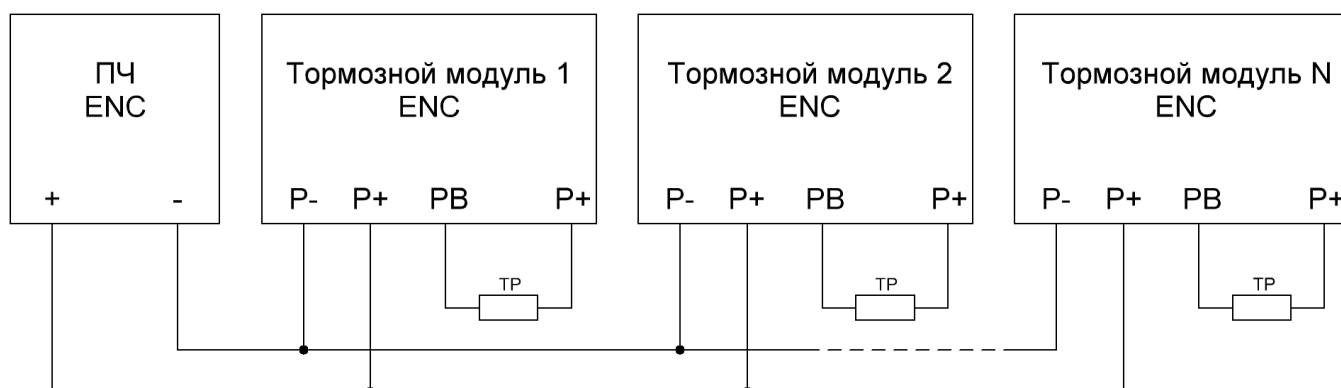 ПЧ
ENC
+ -
Тормозной модуль 1
ENC
P- P+ PB P+
TP
Тормозной модуль 2
ENC
P- P+ PB P+
TP
Тормозной модуль N
ENC
P- P+ PB P+
TP